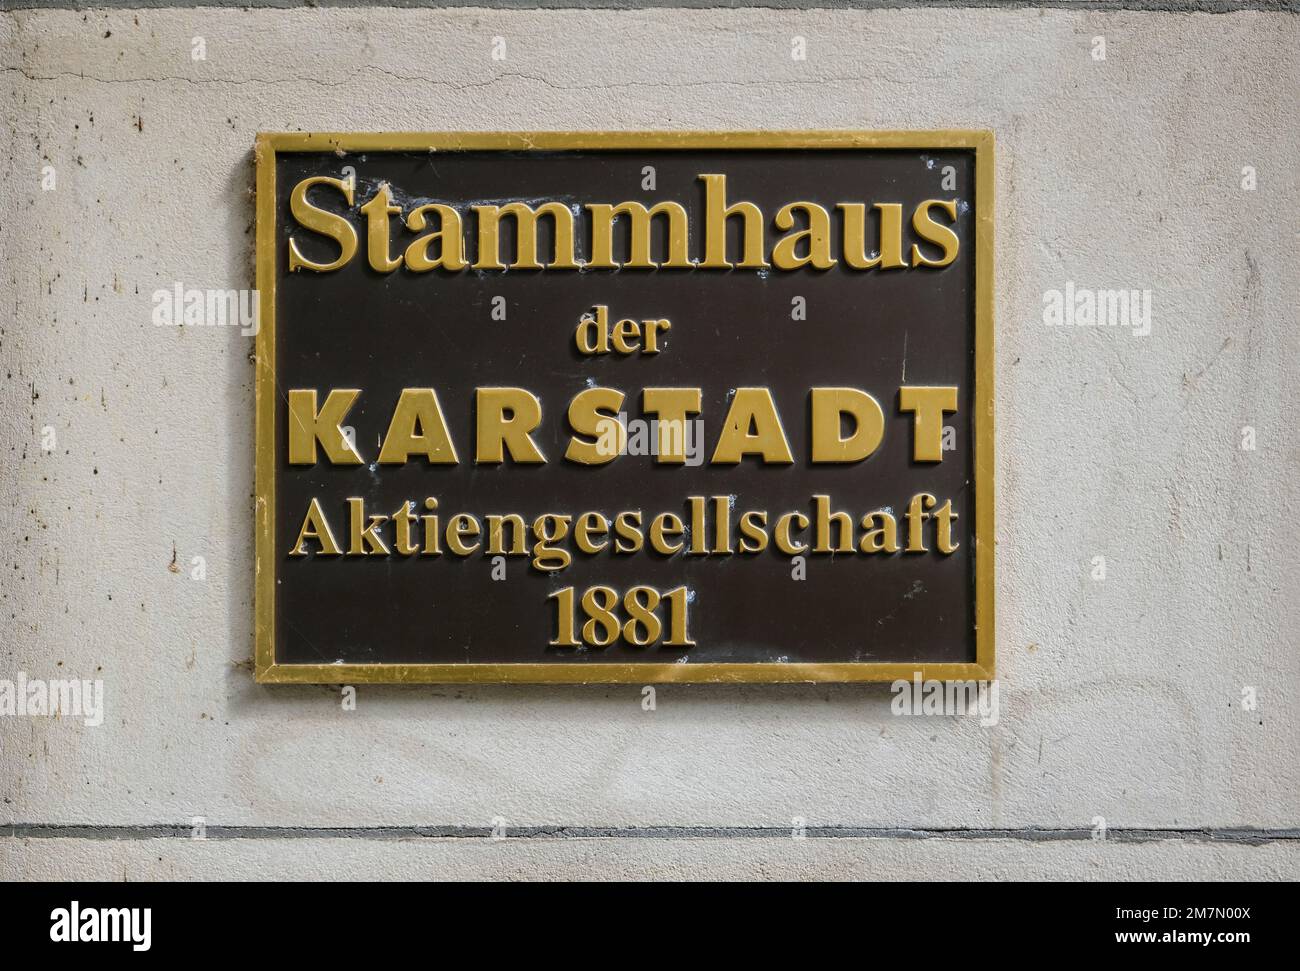 Stammhaus
der
KARSTADT
Aktiengesellschaft
1881
alamy
Image ID: 2M7N00X
www.alamy.com